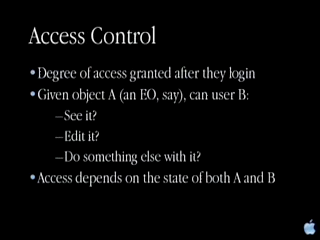 Access Control
•Degree of access granted after they login
•Given object A (an EO, say), can user B:
–See it?
–Edit it?
–Do something else with it?
•Access depends on the state of both A and B